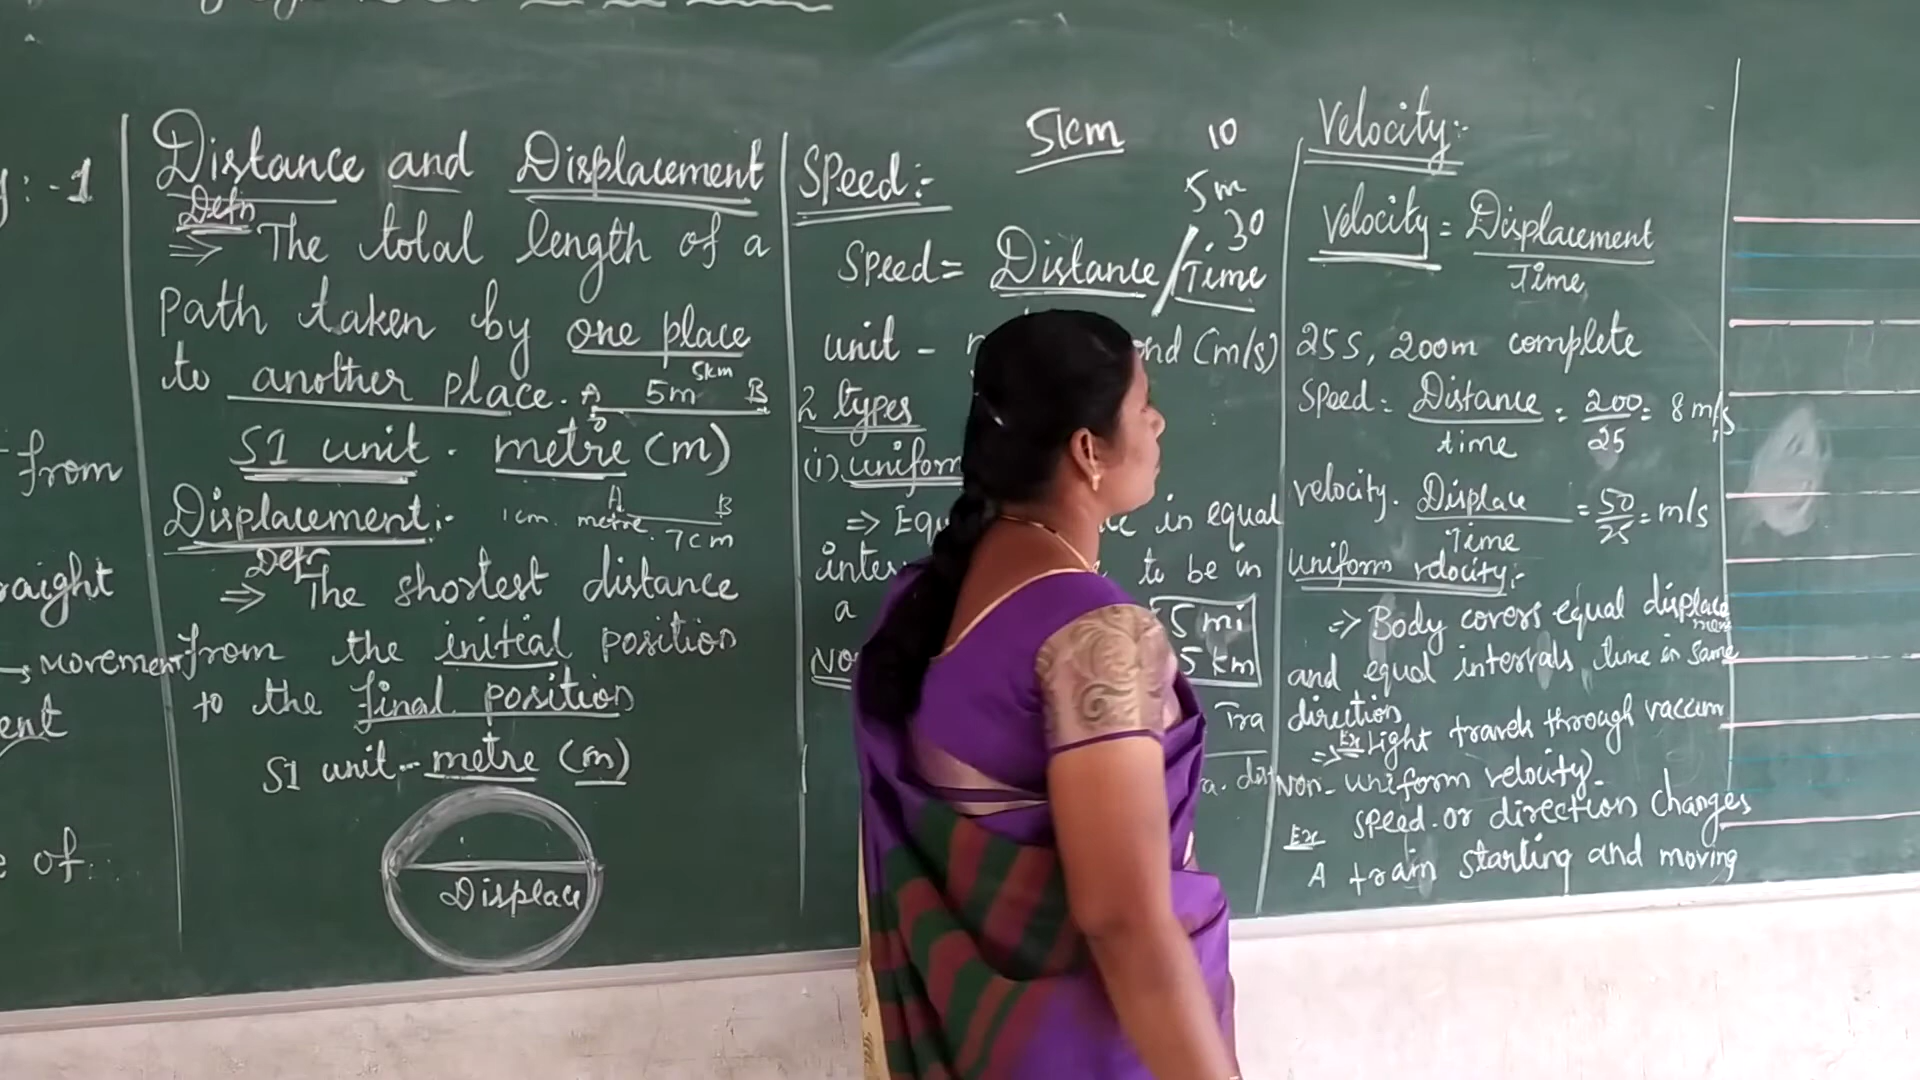 -1
from
raight
→ movement
ent
e of
Distance and Displacement
Defn
⇒ The total length of a
Path taken by one place
to another place. A 5m 5km B
SI unit - metre (m)
Displacement:-
1cm. metre. A B 7cm
Defn
⇒ The shortest distance
from the initial position
to the final position
SI unit - metre (m)
Displace
Speed:-
5km 10
5m
30
Speed = Distance / Time
unit - ond (m/s)
2 types
(i). uniform
⇒ Equ in equal
inter to be in
a 5 mi
No 5 km
Tra
a. dist
Velocity:-
Velocity = Displacement
Time
25s, 200m complete
Speed = Distance = 200 = 8 m/s
time 25
velocity. Displace = 50 = m/s
Time 25
uniform velocity:-
⇒ Body covers equal displacement
and equal intervals time in same
direction
⇒ Ex Light travels through vaccum
Non-uniform velocity.
Speed or direction changes
Ex
A train starting and moving